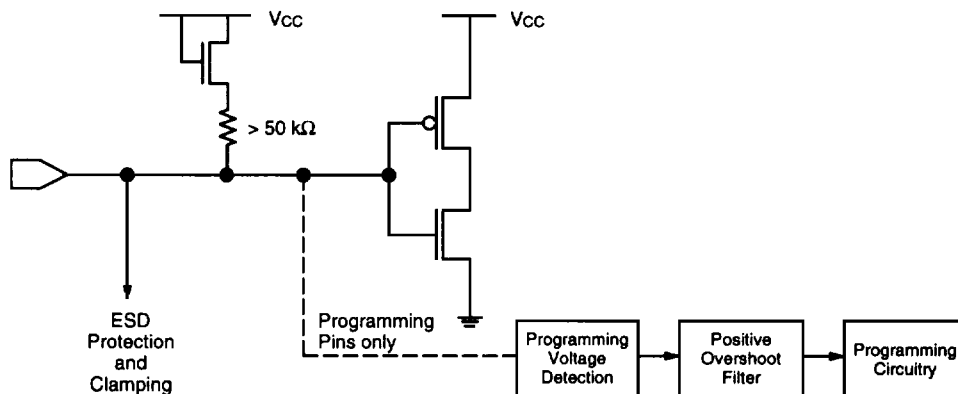 VCC
VCC
> 50 kΩ
ESD
Protection
and
Clamping
Programming
Pins only
Programming
Voltage
Detection
Positive
Overshoot
Filter
Programming
Circuitry